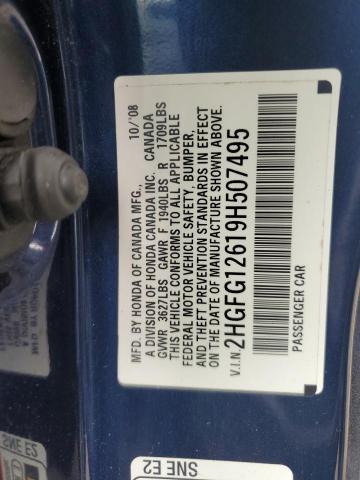 MFD. BY HONDA OF CANADA MFG., 10/'08
A DIVISION OF HONDA CANADA INC. CANADA
GVWR 3627LBS GAWR F 1940LBS R 1709LBS
THIS VEHICLE CONFORMS TO ALL APPLICABLE
FEDERAL MOTOR VEHICLE SAFETY, BUMPER,
AND THEFT PREVENTION STANDARDS IN EFFECT
ON THE DATE OF MANUFACTURE SHOWN ABOVE.
V.I.N. 2HGFG12619H507495
PASSENGER CAR
SNE E2
SNE E2